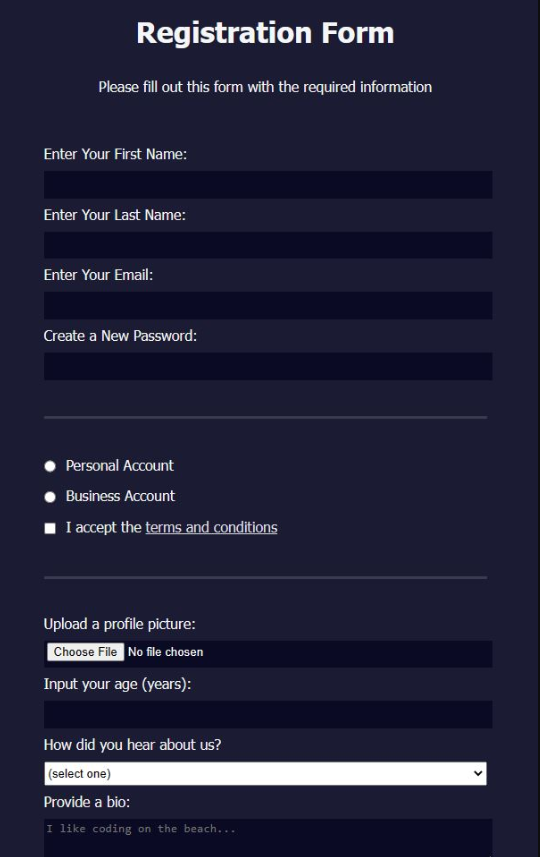 Registration Form
Please fill out this form with the required information
Enter Your First Name:
Enter Your Last Name:
Enter Your Email:
Create a New Password:
Personal Account
Business Account
I accept the terms and conditions
Upload a profile picture:
Choose File No file chosen
Input your age (years):
How did you hear about us?
(select one)
Provide a bio:
I like coding on the beach...